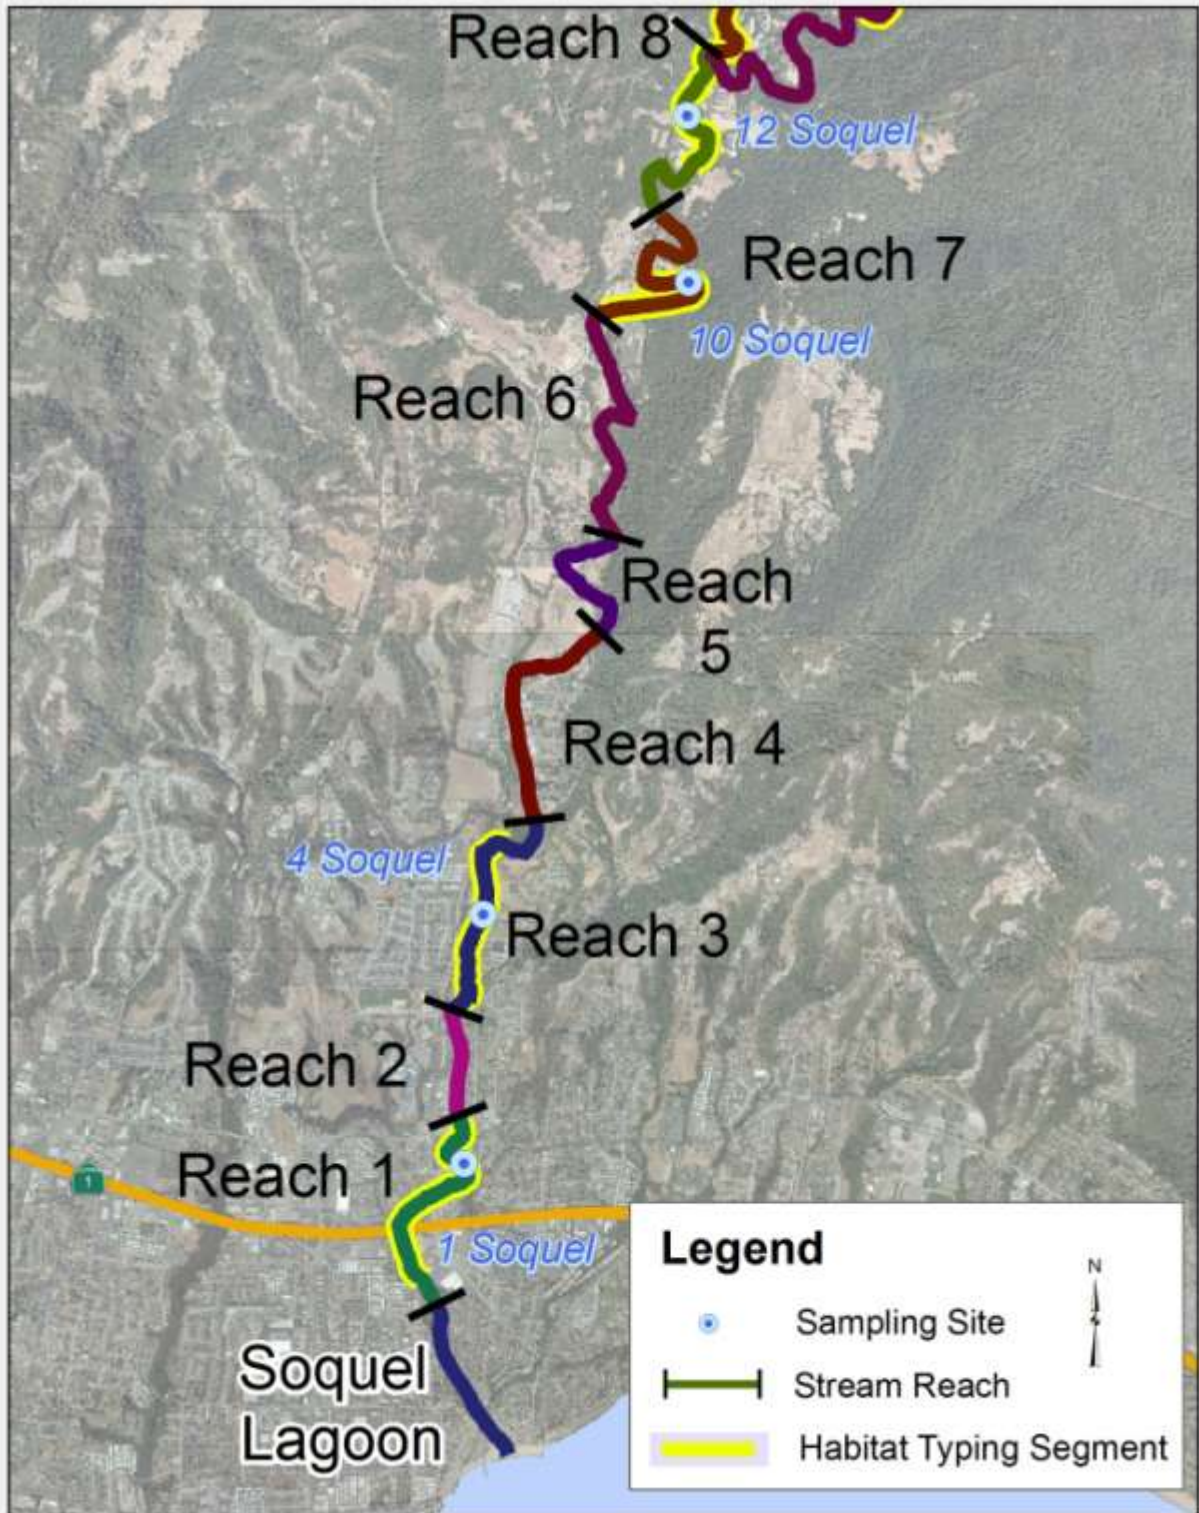 Reach 8
12 Soquel
Reach 7
10 Soquel
Reach 6
Reach
5
Reach 4
4 Soquel
Reach 3
Reach 2
Reach 1
1
1 Soquel
Soquel
Lagoon
Legend
N
Sampling Site
Stream Reach
Habitat Typing Segment